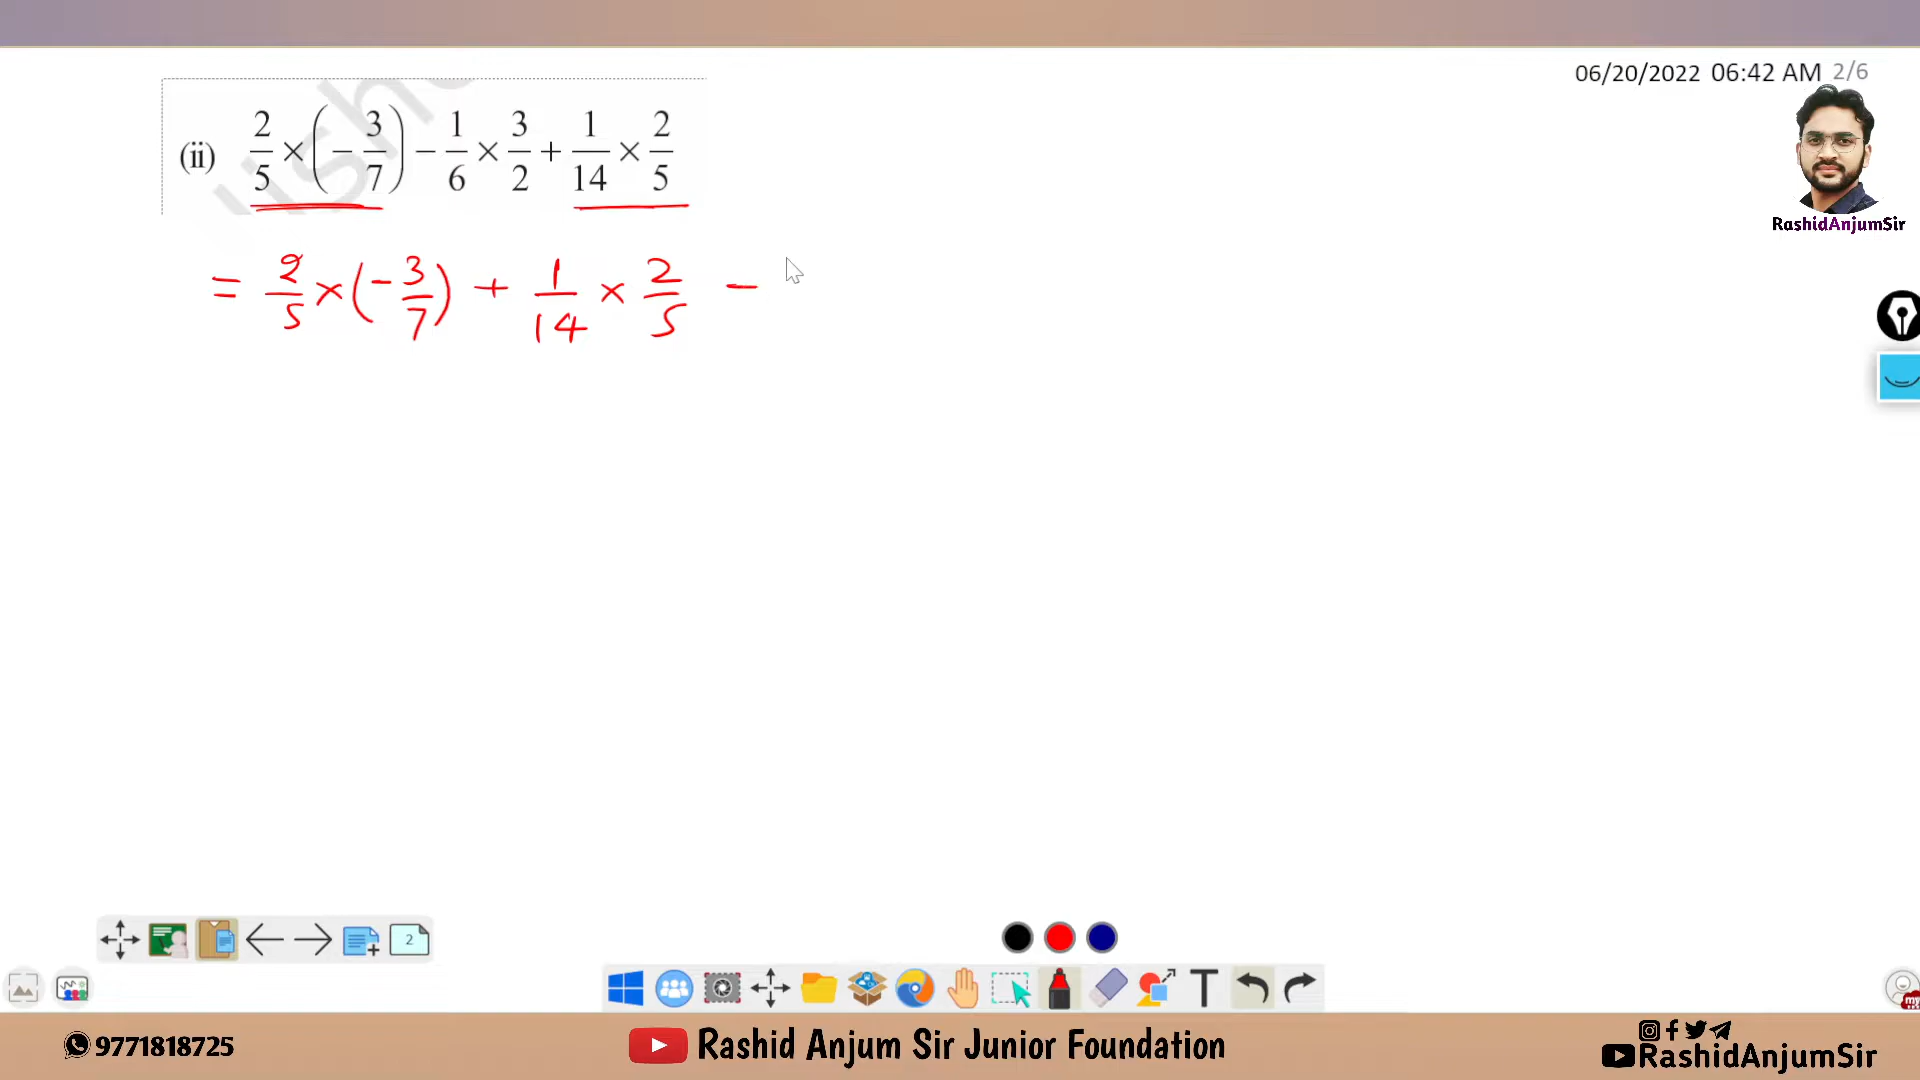 06/20/2022 06:42 AM 2/6
(ii) 2/5 × (−3/7) − 1/6 × 3/2 + 1/14 × 2/5
RashidAnjumSir
= 2/5 × (−3/7) + 1/14 × 2/5 −
2
T
9771818725
Rashid Anjum Sir Junior Foundation
RashidAnjumSir